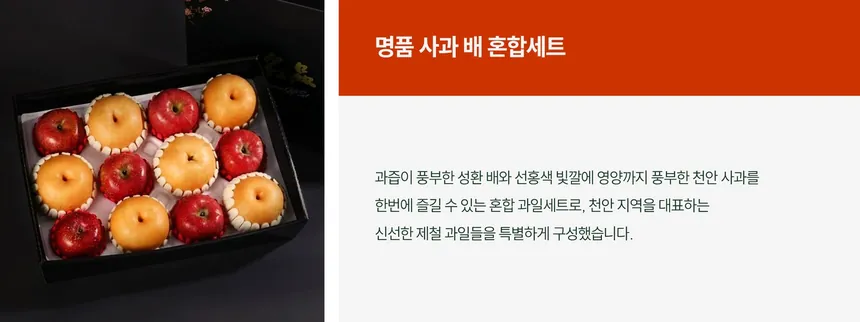 명품 사과 배 혼합세트
과즙이 풍부한 성환 배와 선홍색 빛깔에 영양까지 풍부한 천안 사과를
한번에 즐길 수 있는 혼합 과일세트로, 천안 지역을 대표하는
신선한 제철 과일들을 특별하게 구성했습니다.